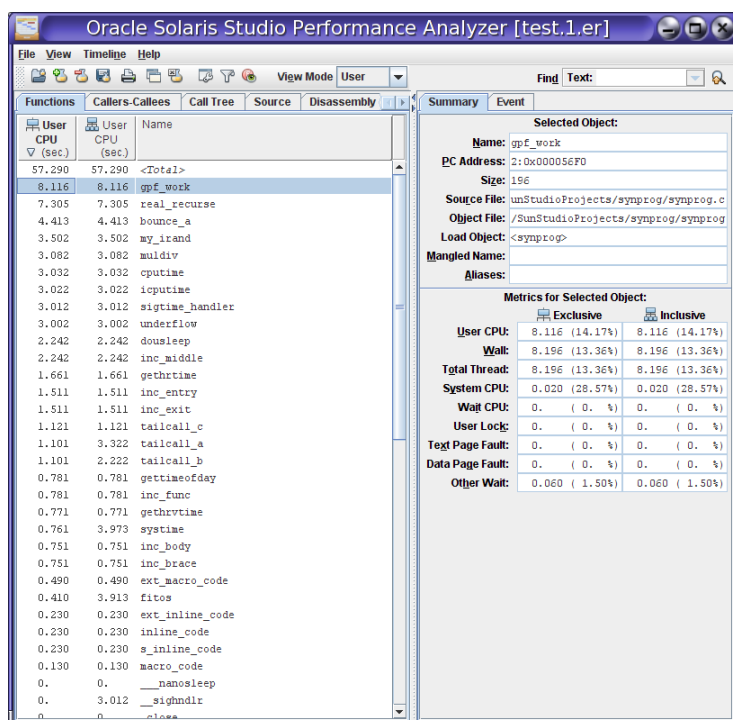 Oracle Solaris Studio Performance Analyzer [test.1.er]
File View Timeline Help
View Mode User Find Text:
Functions Callers-Callees Call Tree Source Disassembly
User CPU (sec.) User CPU (sec.) Name
57.290 57.290 <Total>
8.116 8.116 gpf_work
7.305 7.305 real_recurse
4.413 4.413 bounce_a
3.502 3.502 my_irand
3.082 3.082 muldiv
3.032 3.032 cputime
3.022 3.022 icputime
3.012 3.012 sigtime_handler
3.002 3.002 underflow
2.242 2.242 dousleep
2.242 2.242 inc_middle
1.661 1.661 gethrtime
1.511 1.511 inc_entry
1.511 1.511 inc_exit
1.121 1.121 tailcall_c
1.101 3.322 tailcall_a
1.101 2.222 tailcall_b
0.781 0.781 gettimeofday
0.781 0.781 inc_func
0.771 0.771 gethrvtime
0.761 3.973 systime
0.751 0.751 inc_body
0.751 0.751 inc_brace
0.490 0.490 ext_macro_code
0.410 3.913 fitos
0.230 0.230 ext_inline_code
0.230 0.230 inline_code
0.230 0.230 s_inline_code
0.130 0.130 macro_code
0. 0. ___nanosleep
0. 3.012 __sighndlr
Summary Event
Selected Object:
Name: gpf_work
PC Address: 2:0x000056F0
Size: 196
Source File: unStudioProjects/synprog/synprog.c
Object File: /SunStudioProjects/synprog/synprog
Load Object: <synprog>
Mangled Name:
Aliases:
Metrics for Selected Object:
Exclusive Inclusive
User CPU: 8.116 (14.17%) 8.116 (14.17%)
Wall: 8.196 (13.36%) 8.196 (13.36%)
Total Thread: 8.196 (13.36%) 8.196 (13.36%)
System CPU: 0.020 (28.57%) 0.020 (28.57%)
Wait CPU: 0. ( 0. %) 0. ( 0. %)
User Lock: 0. ( 0. %) 0. ( 0. %)
Text Page Fault: 0. ( 0. %) 0. ( 0. %)
Data Page Fault: 0. ( 0. %) 0. ( 0. %)
Other Wait: 0.060 ( 1.50%) 0.060 ( 1.50%)